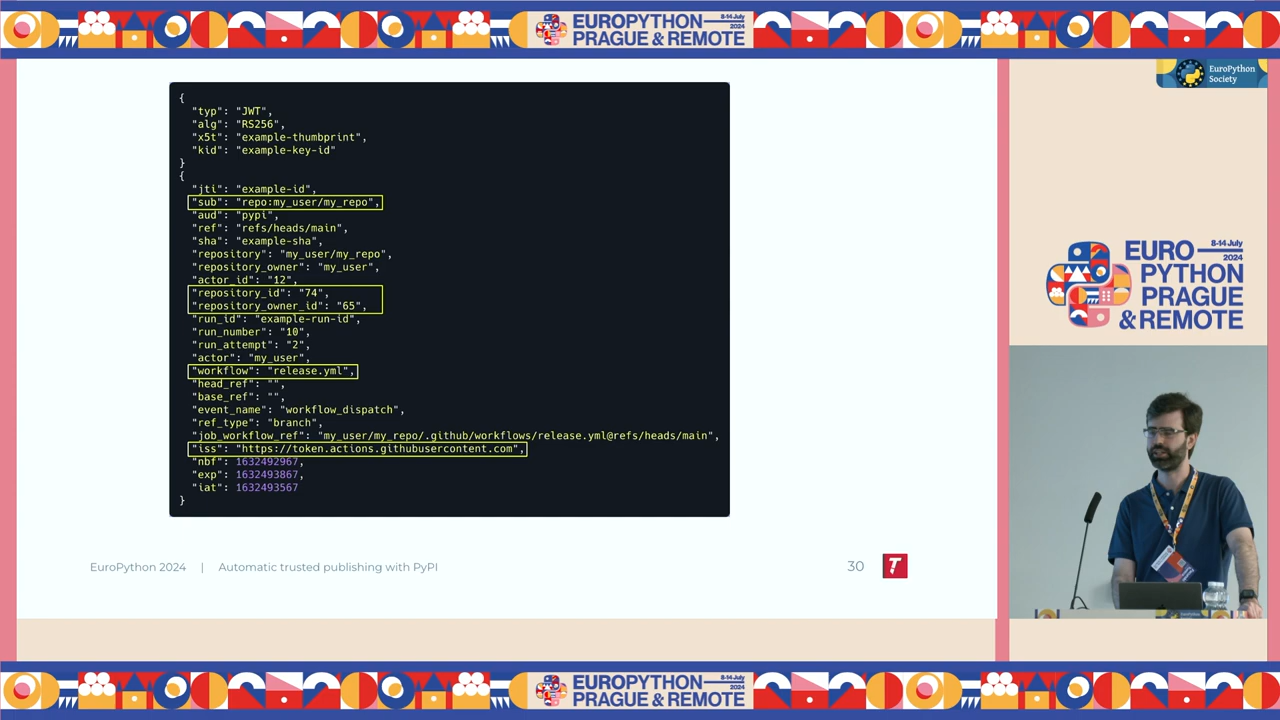 EUROPYTHON
8-14 July
2024
PRAGUE & REMOTE
EuroPython
Society
{
"typ": "JWT",
"alg": "RS256",
"x5t": "example-thumbprint",
"kid": "example-key-id"
}
{
"jti": "example-id",
"sub": "repo:my_user/my_repo",
"aud": "pypi",
"ref": "refs/heads/main",
"sha": "example-sha",
"repository": "my_user/my_repo",
"repository_owner": "my_user",
"actor_id": "12",
"repository_id": "74",
"repository_owner_id": "65",
"run_id": "example-run-id",
"run_number": "10",
"run_attempt": "2",
"actor": "my_user",
"workflow": "release.yml",
"head_ref": "",
"base_ref": "",
"event_name": "workflow_dispatch",
"ref_type": "branch",
"job_workflow_ref": "my_user/my_repo/.github/workflows/release.yml@refs/heads/main",
"iss": "https://token.actions.githubusercontent.com",
"nbf": 1632492967,
"exp": 1632493867,
"iat": 1632493567
}
EuroPython 2024 | Automatic trusted publishing with PyPI
30
T
EURO
8-14 July
2024
PYTHON
PRAGUE
& REMOTE
EUROPYTHON
8-14 July
2024
PRAGUE & REMOTE